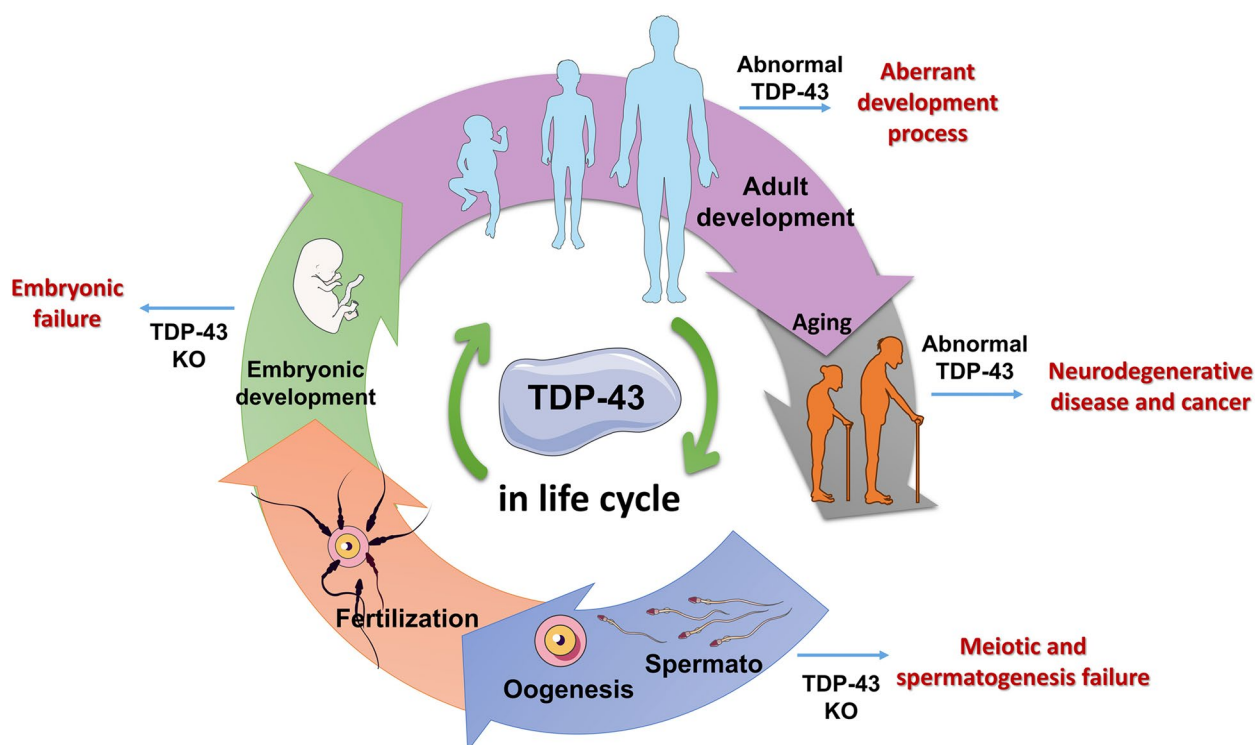 Abnormal
TDP-43
Aberrant
development
process
Adult
development
Embryonic
failure
TDP-43
KO
Embryonic
development
Aging
Abnormal
TDP-43
Neurodegenerative
disease and cancer
TDP-43
in life cycle
Fertilization
Oogenesis
Spermato
TDP-43
KO
Meiotic and
spermatogenesis failure